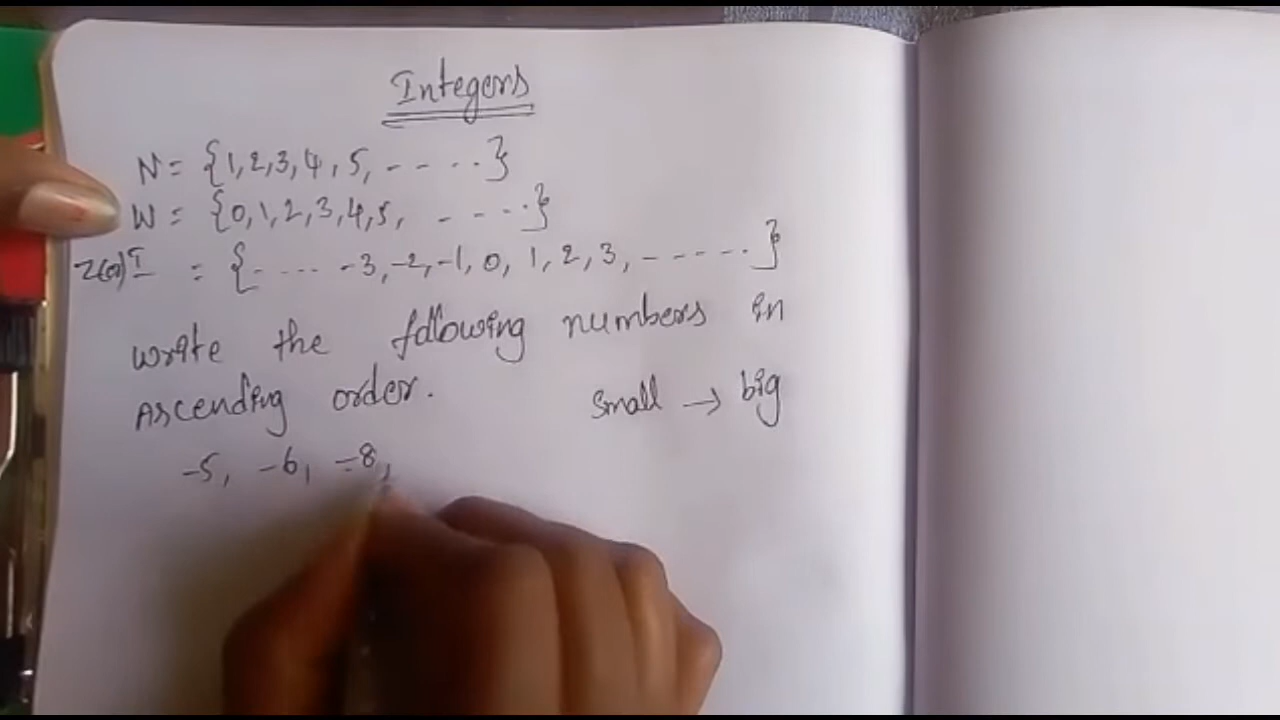 Integers
N = {1, 2, 3, 4, 5, - - - - -}
W = {0, 1, 2, 3, 4, 5, - - - - -}
Z(or) I = {- - - - -3, -2, -1, 0, 1, 2, 3, - - - - - -}
Write the following numbers in
Ascending order. Small → big
-5, -6, -8,